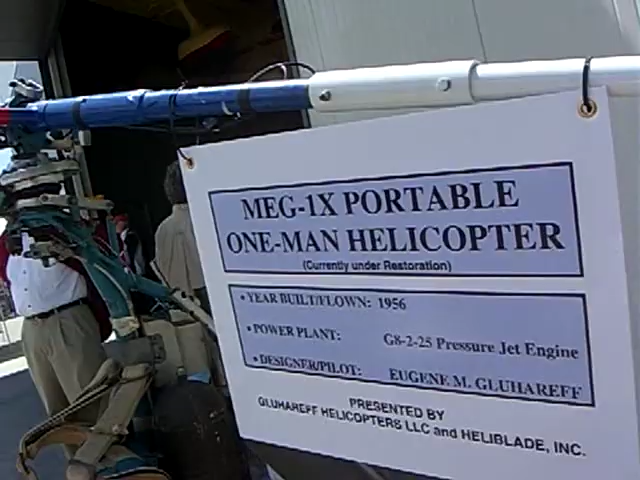 MEG-1X PORTABLE
ONE-MAN HELICOPTER
(Currently under Restoration)
• YEAR BUILT/FLOWN: 1956
• POWER PLANT: G8-2-25 Pressure Jet Engine
• DESIGNER/PILOT: EUGENE M. GLUHAREFF
PRESENTED BY
GLUHAREFF HELICOPTERS LLC and HELIBLADE, INC.